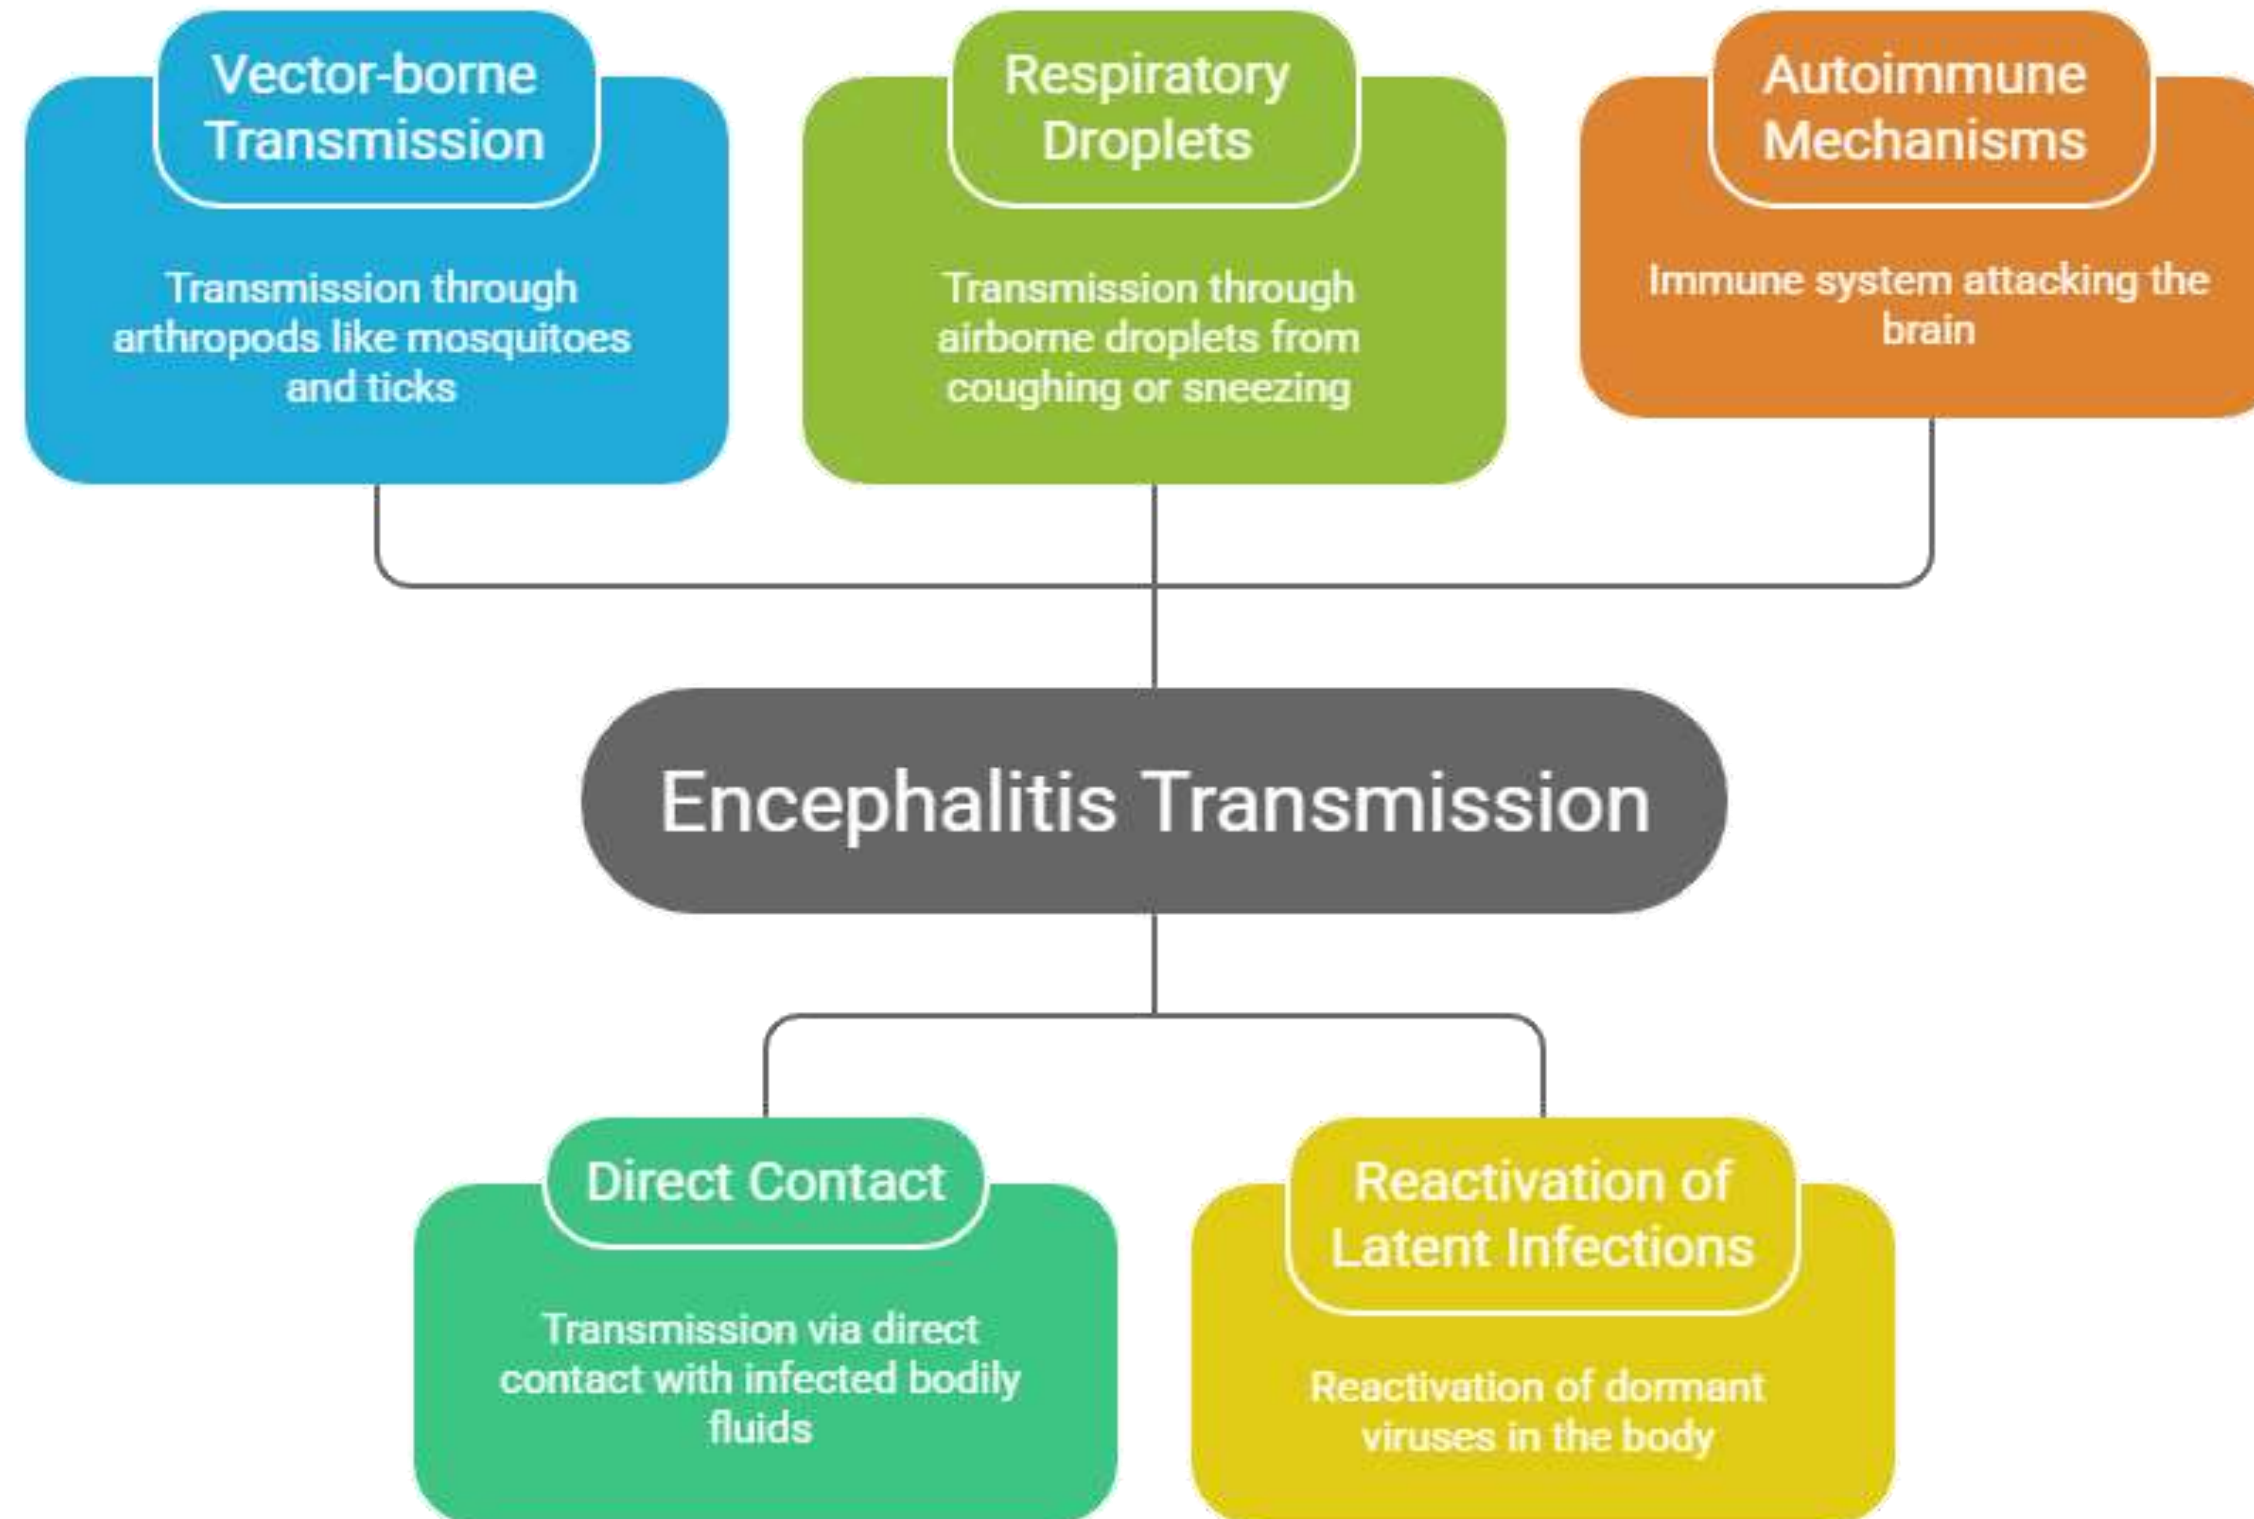 Vector-borne
Transmission
Transmission through
arthropods like mosquitoes
and ticks
Respiratory
Droplets
Transmission through
airborne droplets from
coughing or sneezing
Autoimmune
Mechanisms
Immune system attacking the
brain
Encephalitis Transmission
Direct Contact
Transmission via direct
contact with infected bodily
fluids
Reactivation of
Latent Infections
Reactivation of dormant
viruses in the body